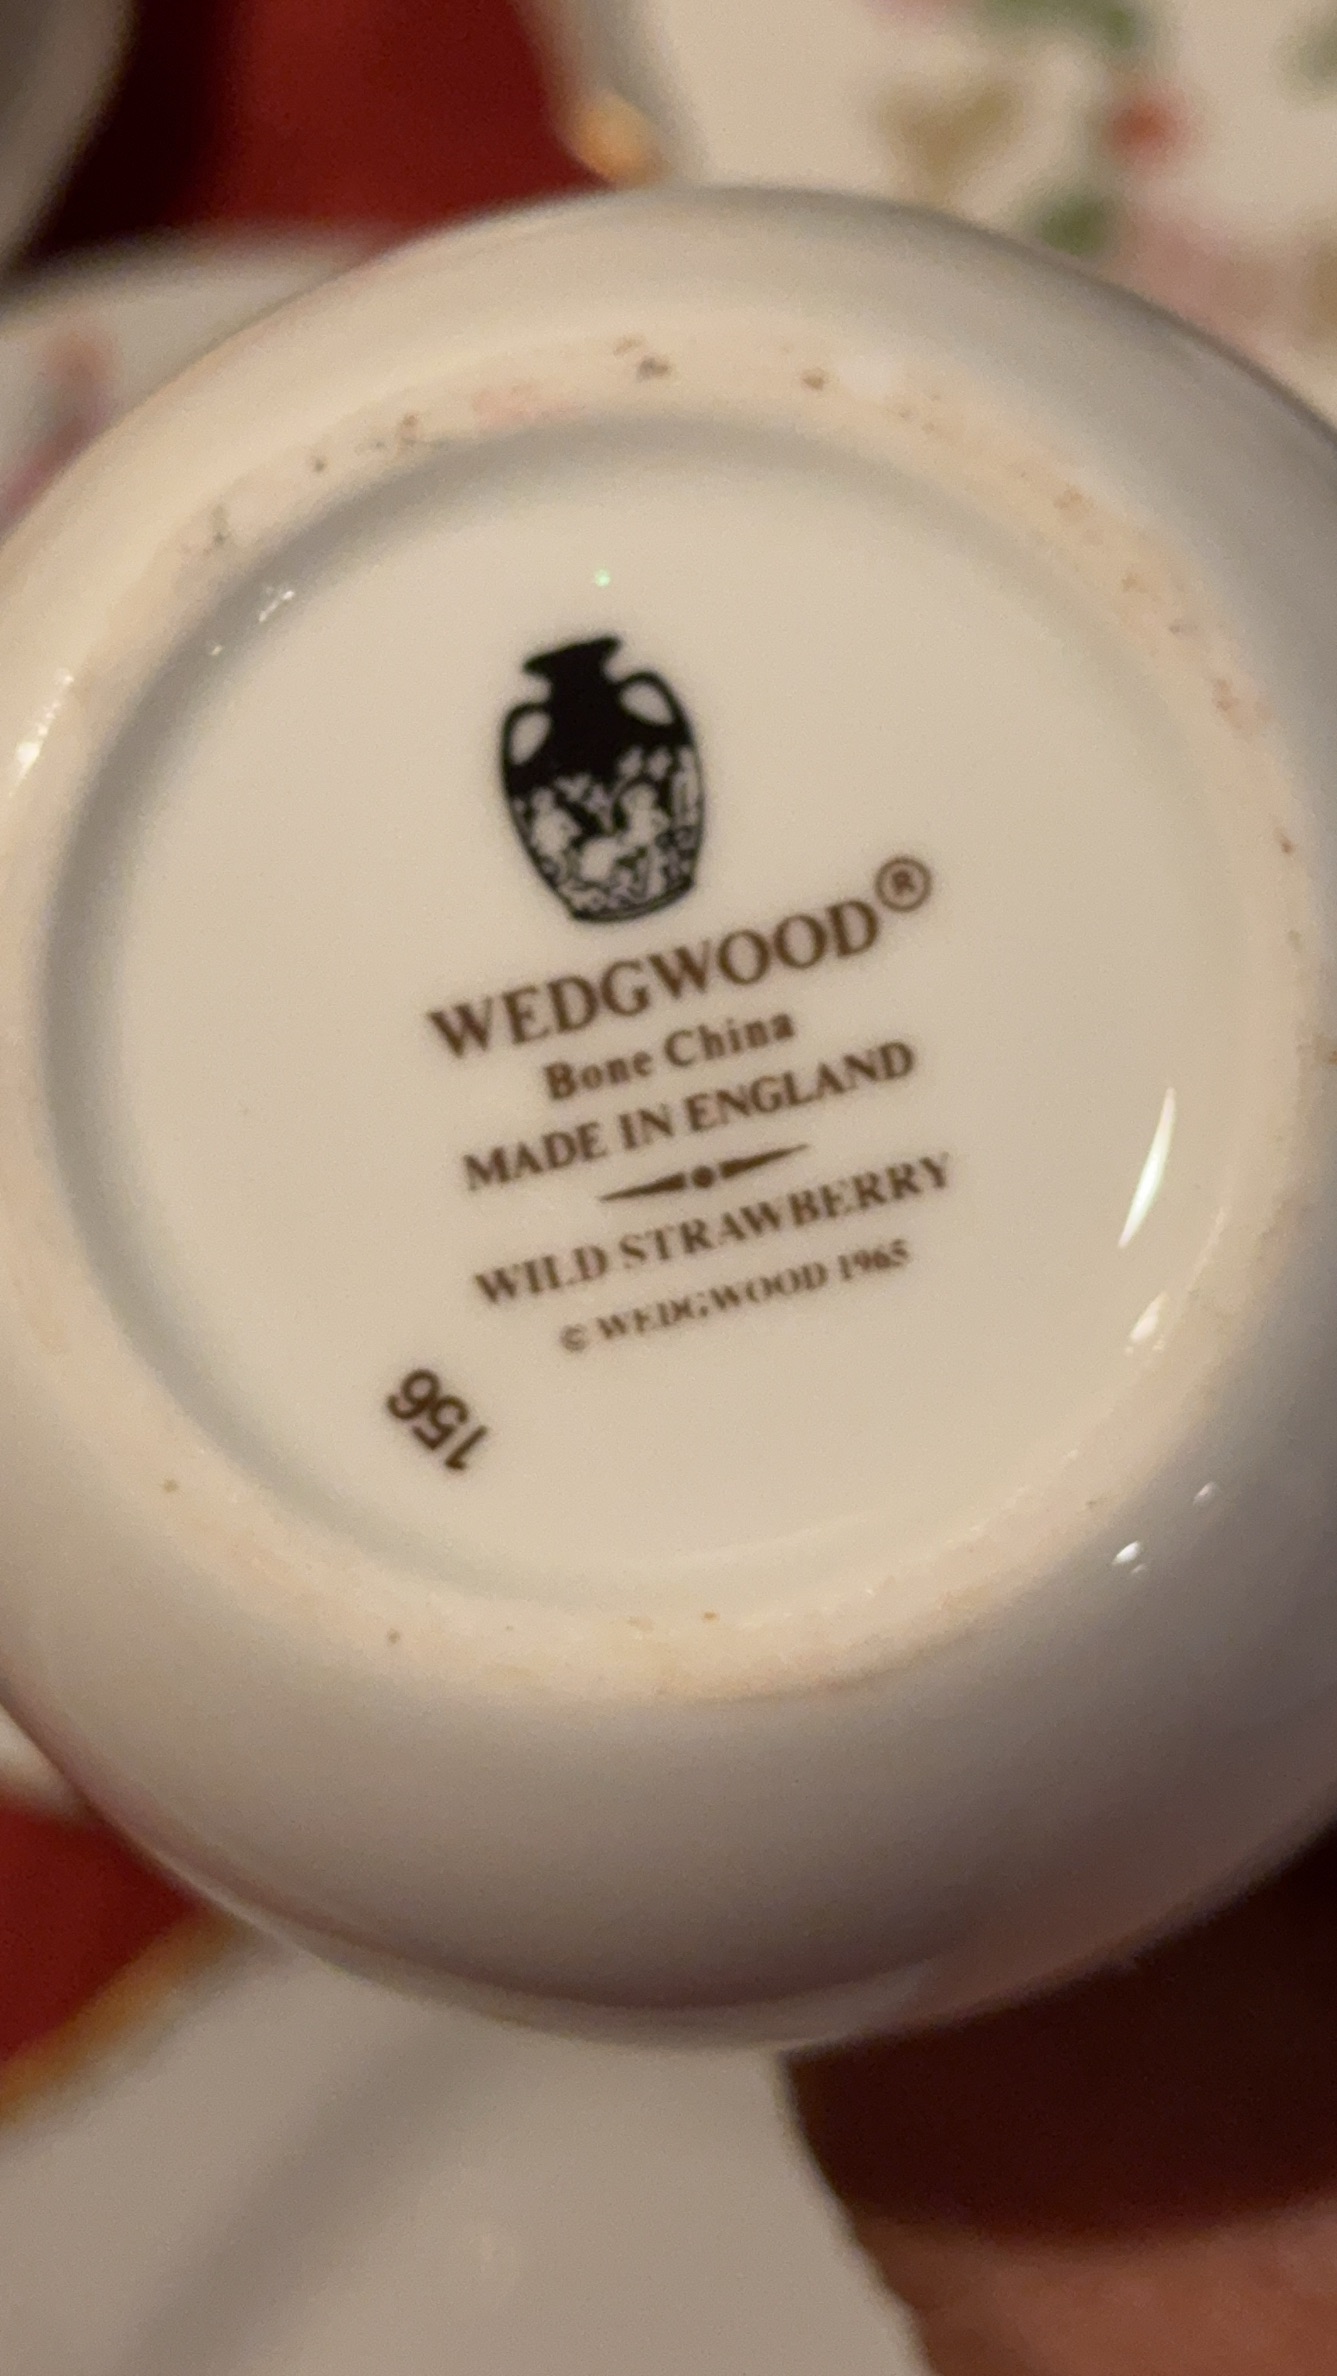 WEDGWOOD®
Bone China
MADE IN ENGLAND
WILD STRAWBERRY
© WEDGWOOD 1965
156